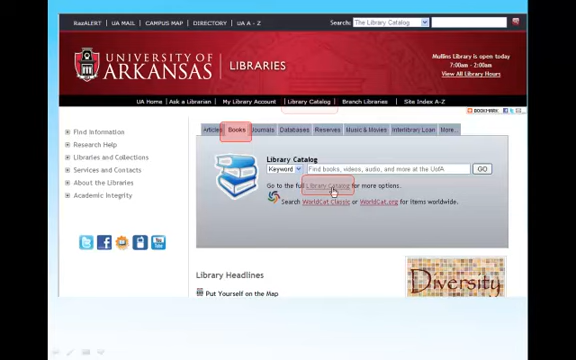 RazALERT | UA MAIL | CAMPUS MAP | DIRECTORY | UA A - Z
Search: The Library Catalog
UNIVERSITY OF
ARKANSAS
LIBRARIES
Mullins Library is open today
7:00am - 2:00am
View All Library Hours
UA Home | Ask a Librarian | My Library Account | Library Catalog | Branch Libraries | Site Index A-Z
BOOKMARK
Articles Books Journals Databases Reserves Music & Movies Interlibrary Loan More...
Find Information
Research Help
Libraries and Collections
Services and Contacts
About the Libraries
Academic Integrity
Library Catalog
Keyword Find books, videos, audio, and more at the UofA GO
Go to the full Library Catalog for more options.
Search WorldCat Classic or WorldCat.org for items worldwide.
You Tube
Library Headlines
Put Yourself on the Map
Diversity